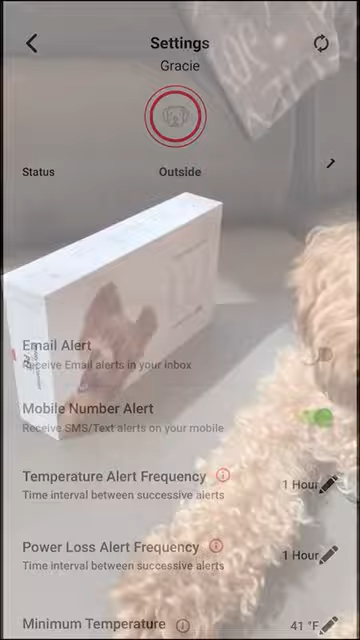 Settings
Gracie
Status Outside
Email Alert
Receive Email alerts in your inbox
Mobile Number Alert
Receive SMS/Text alerts on your mobile
Temperature Alert Frequency
Time interval between successive alerts
1 Hour
Power Loss Alert Frequency
Time interval between successive alerts
1 Hour
Minimum Temperature 41 °F